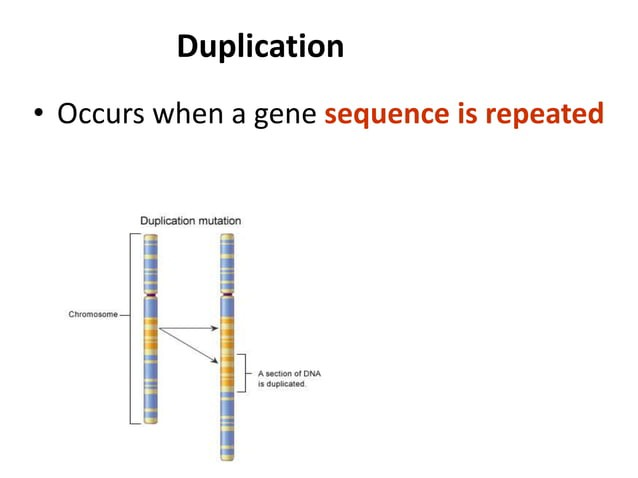 Duplication
• Occurs when a gene sequence is repeated
Duplication mutation
Chromosome
A section of DNA
is duplicated.